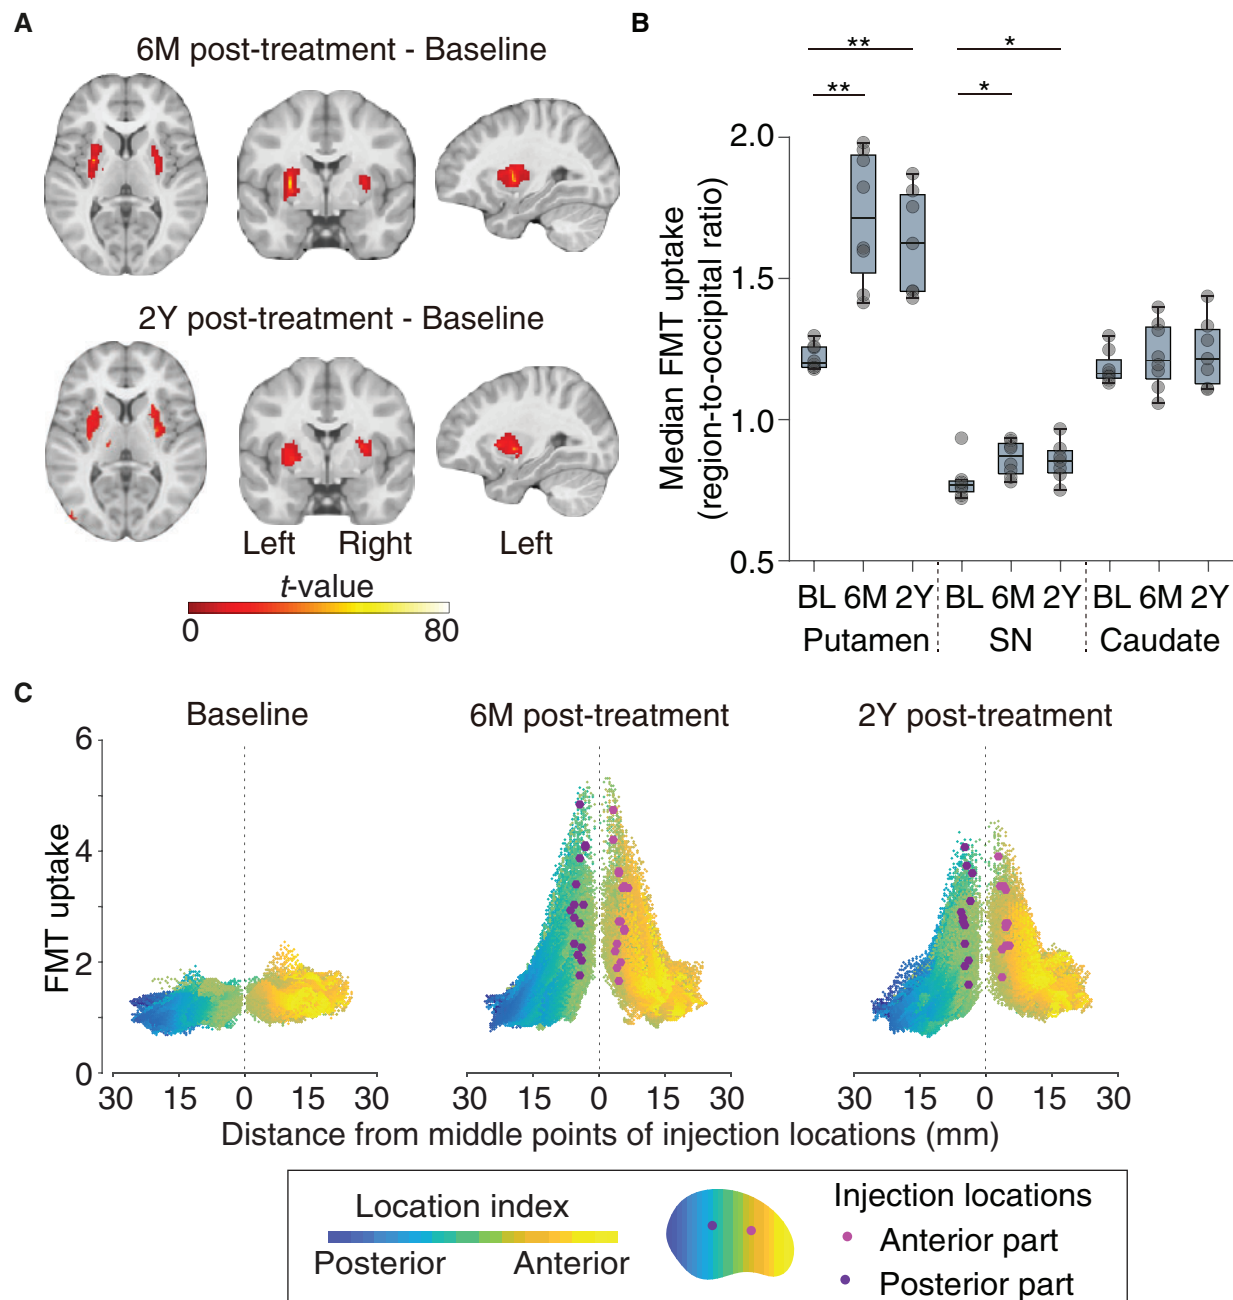 A
6M post-treatment - Baseline
2Y post-treatment - Baseline
Left Right Left
t-value
0 80
B
** *
** *
Median FMT uptake
(region-to-occipital ratio)
2.0
1.5
1.0
0.5
BL 6M 2Y BL 6M 2Y BL 6M 2Y
Putamen SN Caudate
C
Baseline 6M post-treatment 2Y post-treatment
FMT uptake
6
4
2
0
30 15 0 15 30 30 15 0 15 30 30 15 0 15 30
Distance from middle points of injection locations (mm)
Location index
Posterior Anterior
Injection locations
Anterior part
Posterior part